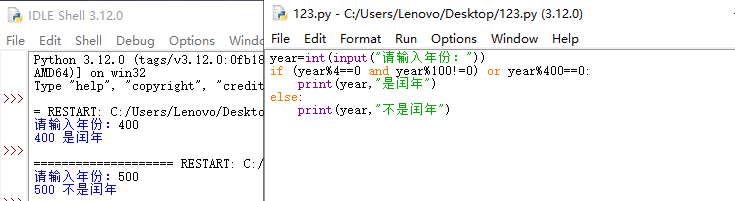 IDLE Shell 3.12.0
File Edit Shell Debug Options Window
Python 3.12.0 (tags/v3.12.0:0fb18
AMD64)] on win32
Type "help", "copyright", "credit
>>>
= RESTART: C:/Users/Lenovo/Deskto
请输入年份：400
400 是闰年
>>>
==================== RESTART: C:/
请输入年份：500
500 不是闰年
>>>
123.py - C:/Users/Lenovo/Desktop/123.py (3.12.0)
File Edit Format Run Options Window Help
year=int(input("请输入年份："))
if (year%4==0 and year%100!=0) or year%400==0:
    print(year,"是闰年")
else:
    print(year,"不是闰年")